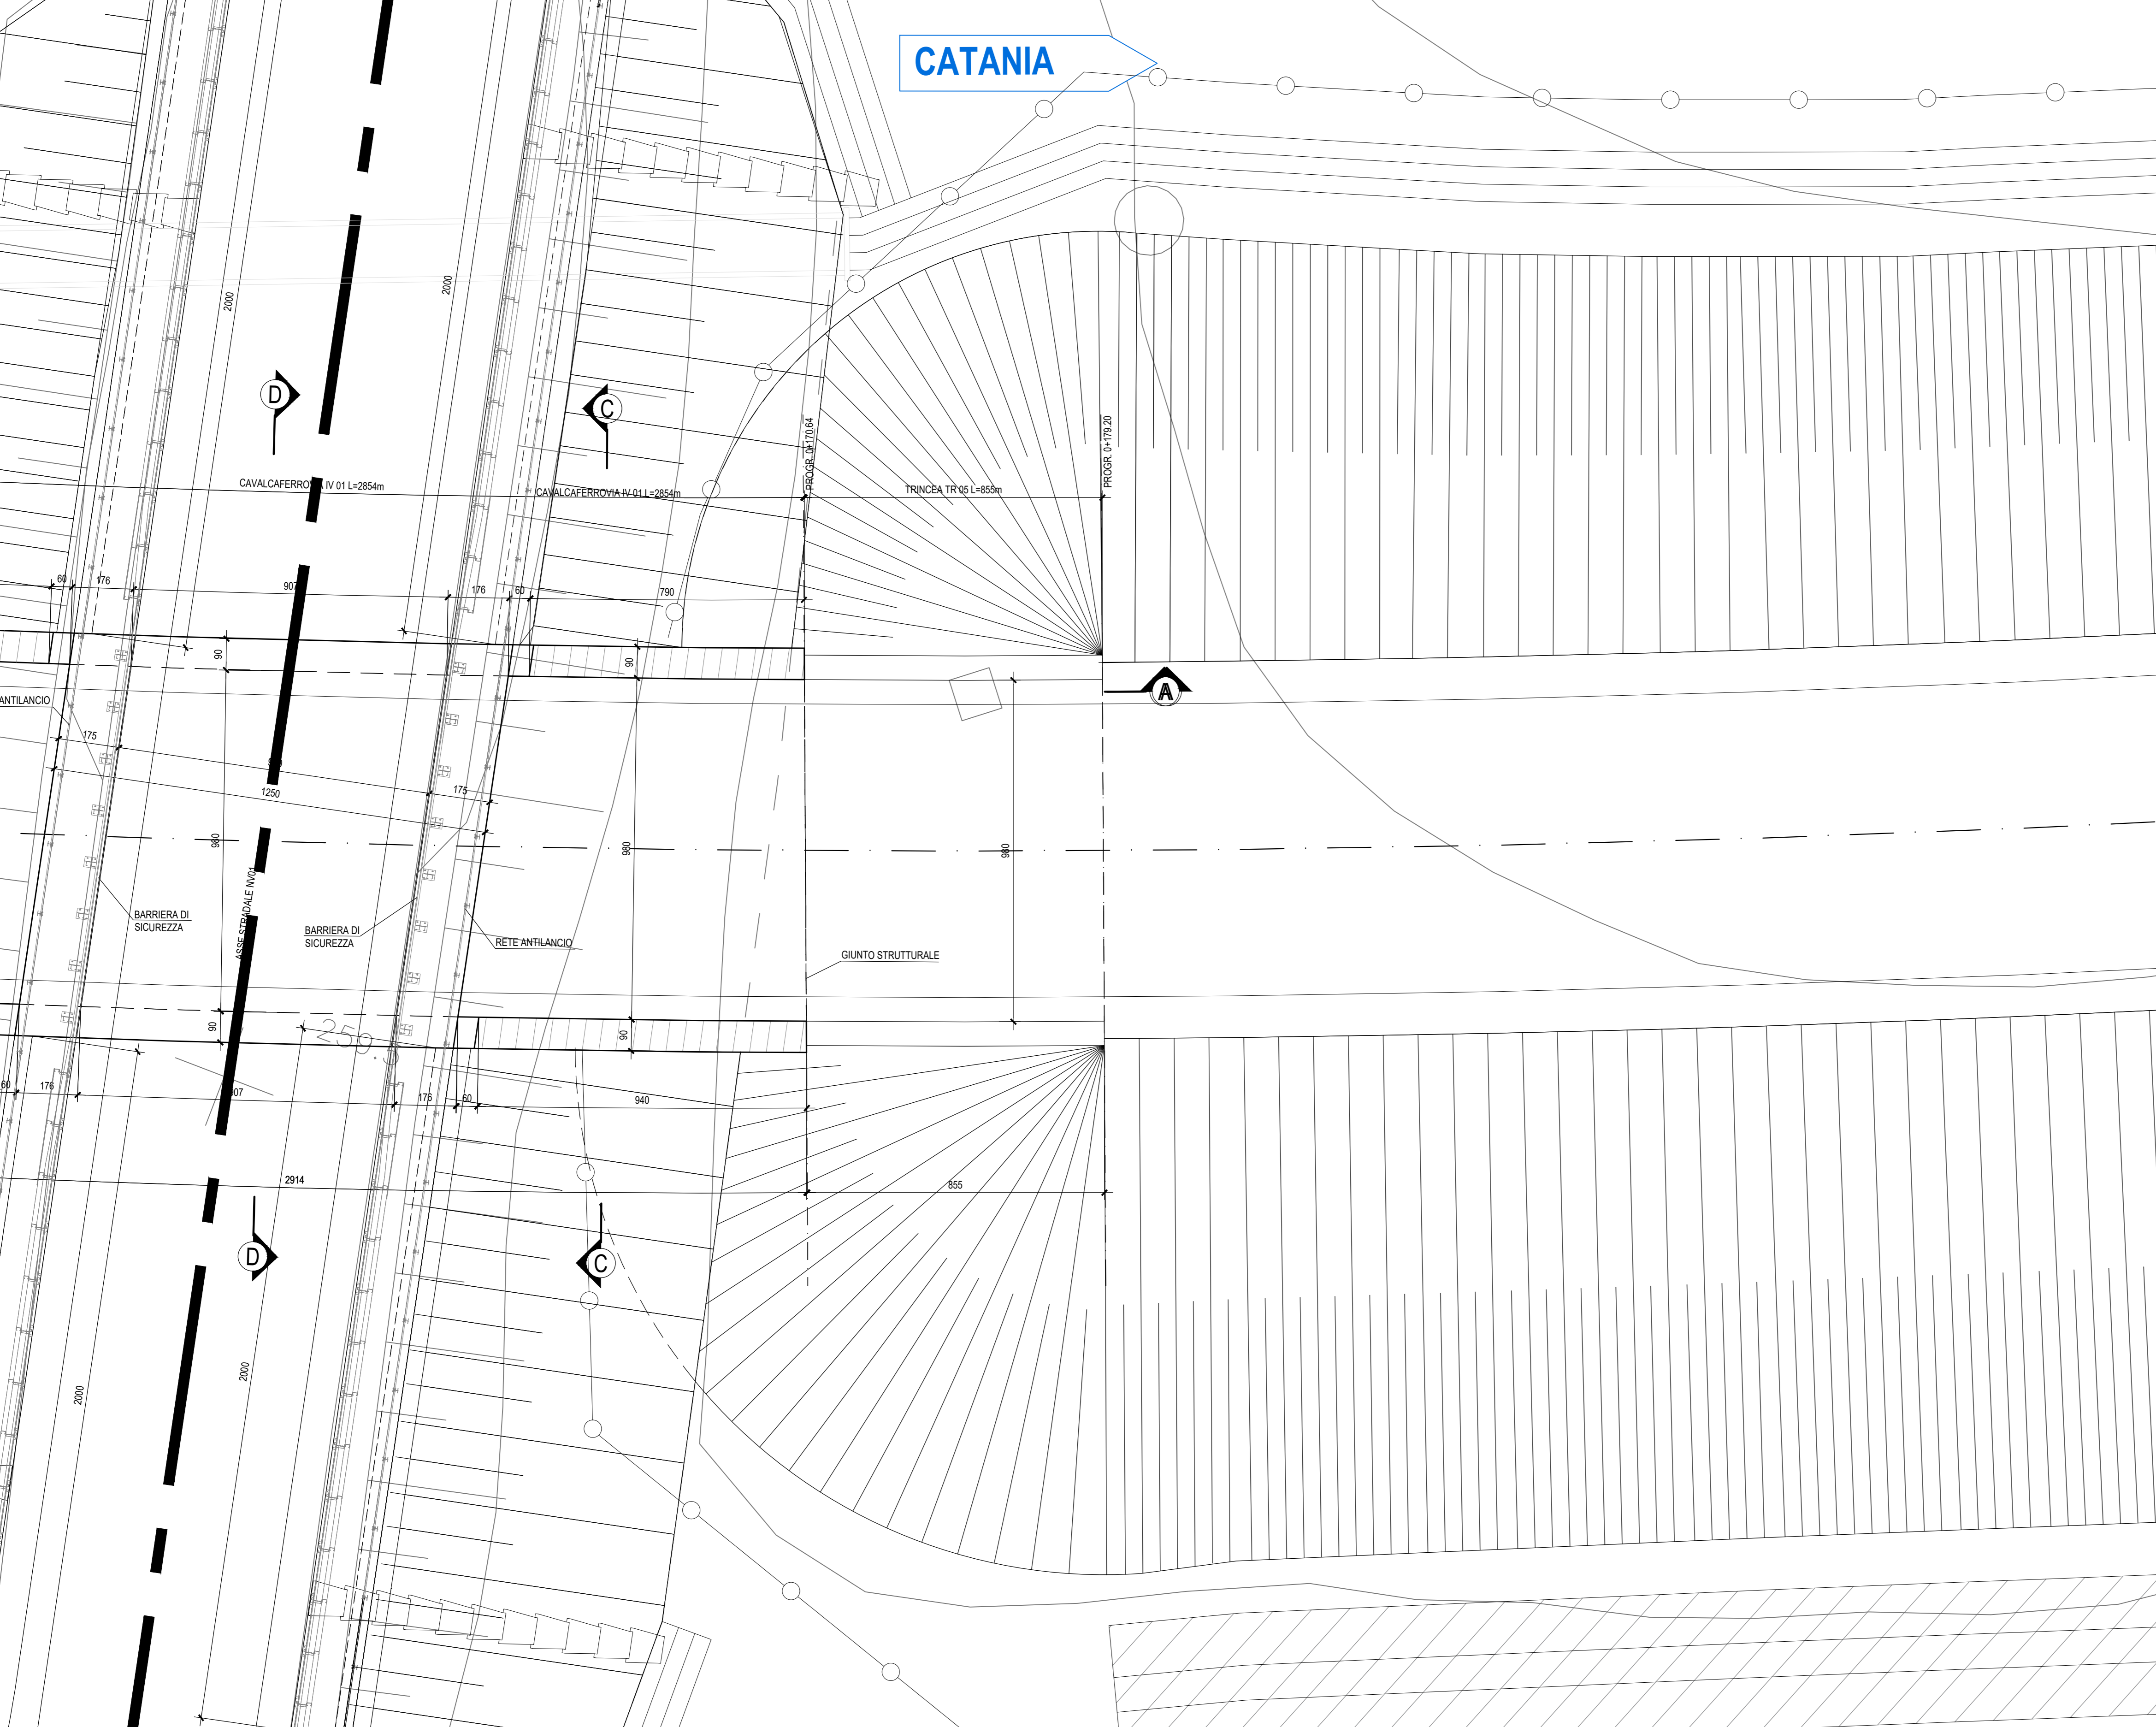 CATANIA
2000
2000
D
C
PROGR. 0+170.64
PROGR. 0+179.20
CAVALCAFERROVIA IV 01 L=2854m
CAVALCAFERROVIA IV 01 L=2854m
TRINCEA TR 05 L=855m
60
176
907
176
60
790
90
90
A
ANTILANCIO
175
1250
175
980
980
980
ASSE STRADALE NV01
BARRIERA DI
SICUREZZA
BARRIERA DI
SICUREZZA
RETE ANTILANCIO
GIUNTO STRUTTURALE
90
90
60
176
907
176
60
940
2914
855
D
C
2000
2000